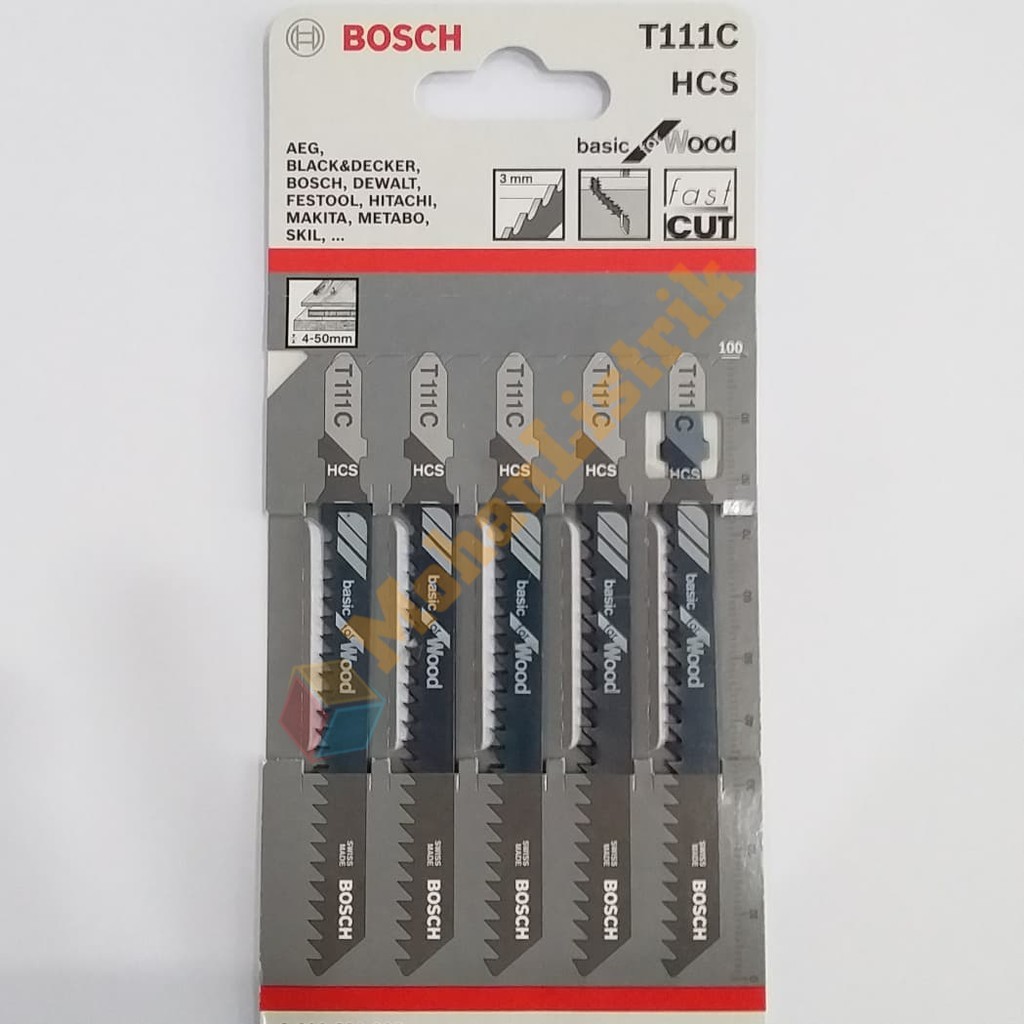 BOSCH
T111C
HCS
basic for Wood
AEG,
BLACK&DECKER,
BOSCH, DEWALT,
FESTOOL, HITACHI,
MAKITA, METABO,
SKIL, ...
3 mm
fast
CUT
4-50mm
100
T111C T111C T111C T111C T111C
HCS HCS HCS HCS HCS
basic for Wood basic for Wood basic for Wood basic for Wood basic for Wood
MahanListrik
SWISS MADE SWISS MADE SWISS MADE SWISS MADE SWISS MADE
BOSCH BOSCH BOSCH BOSCH BOSCH